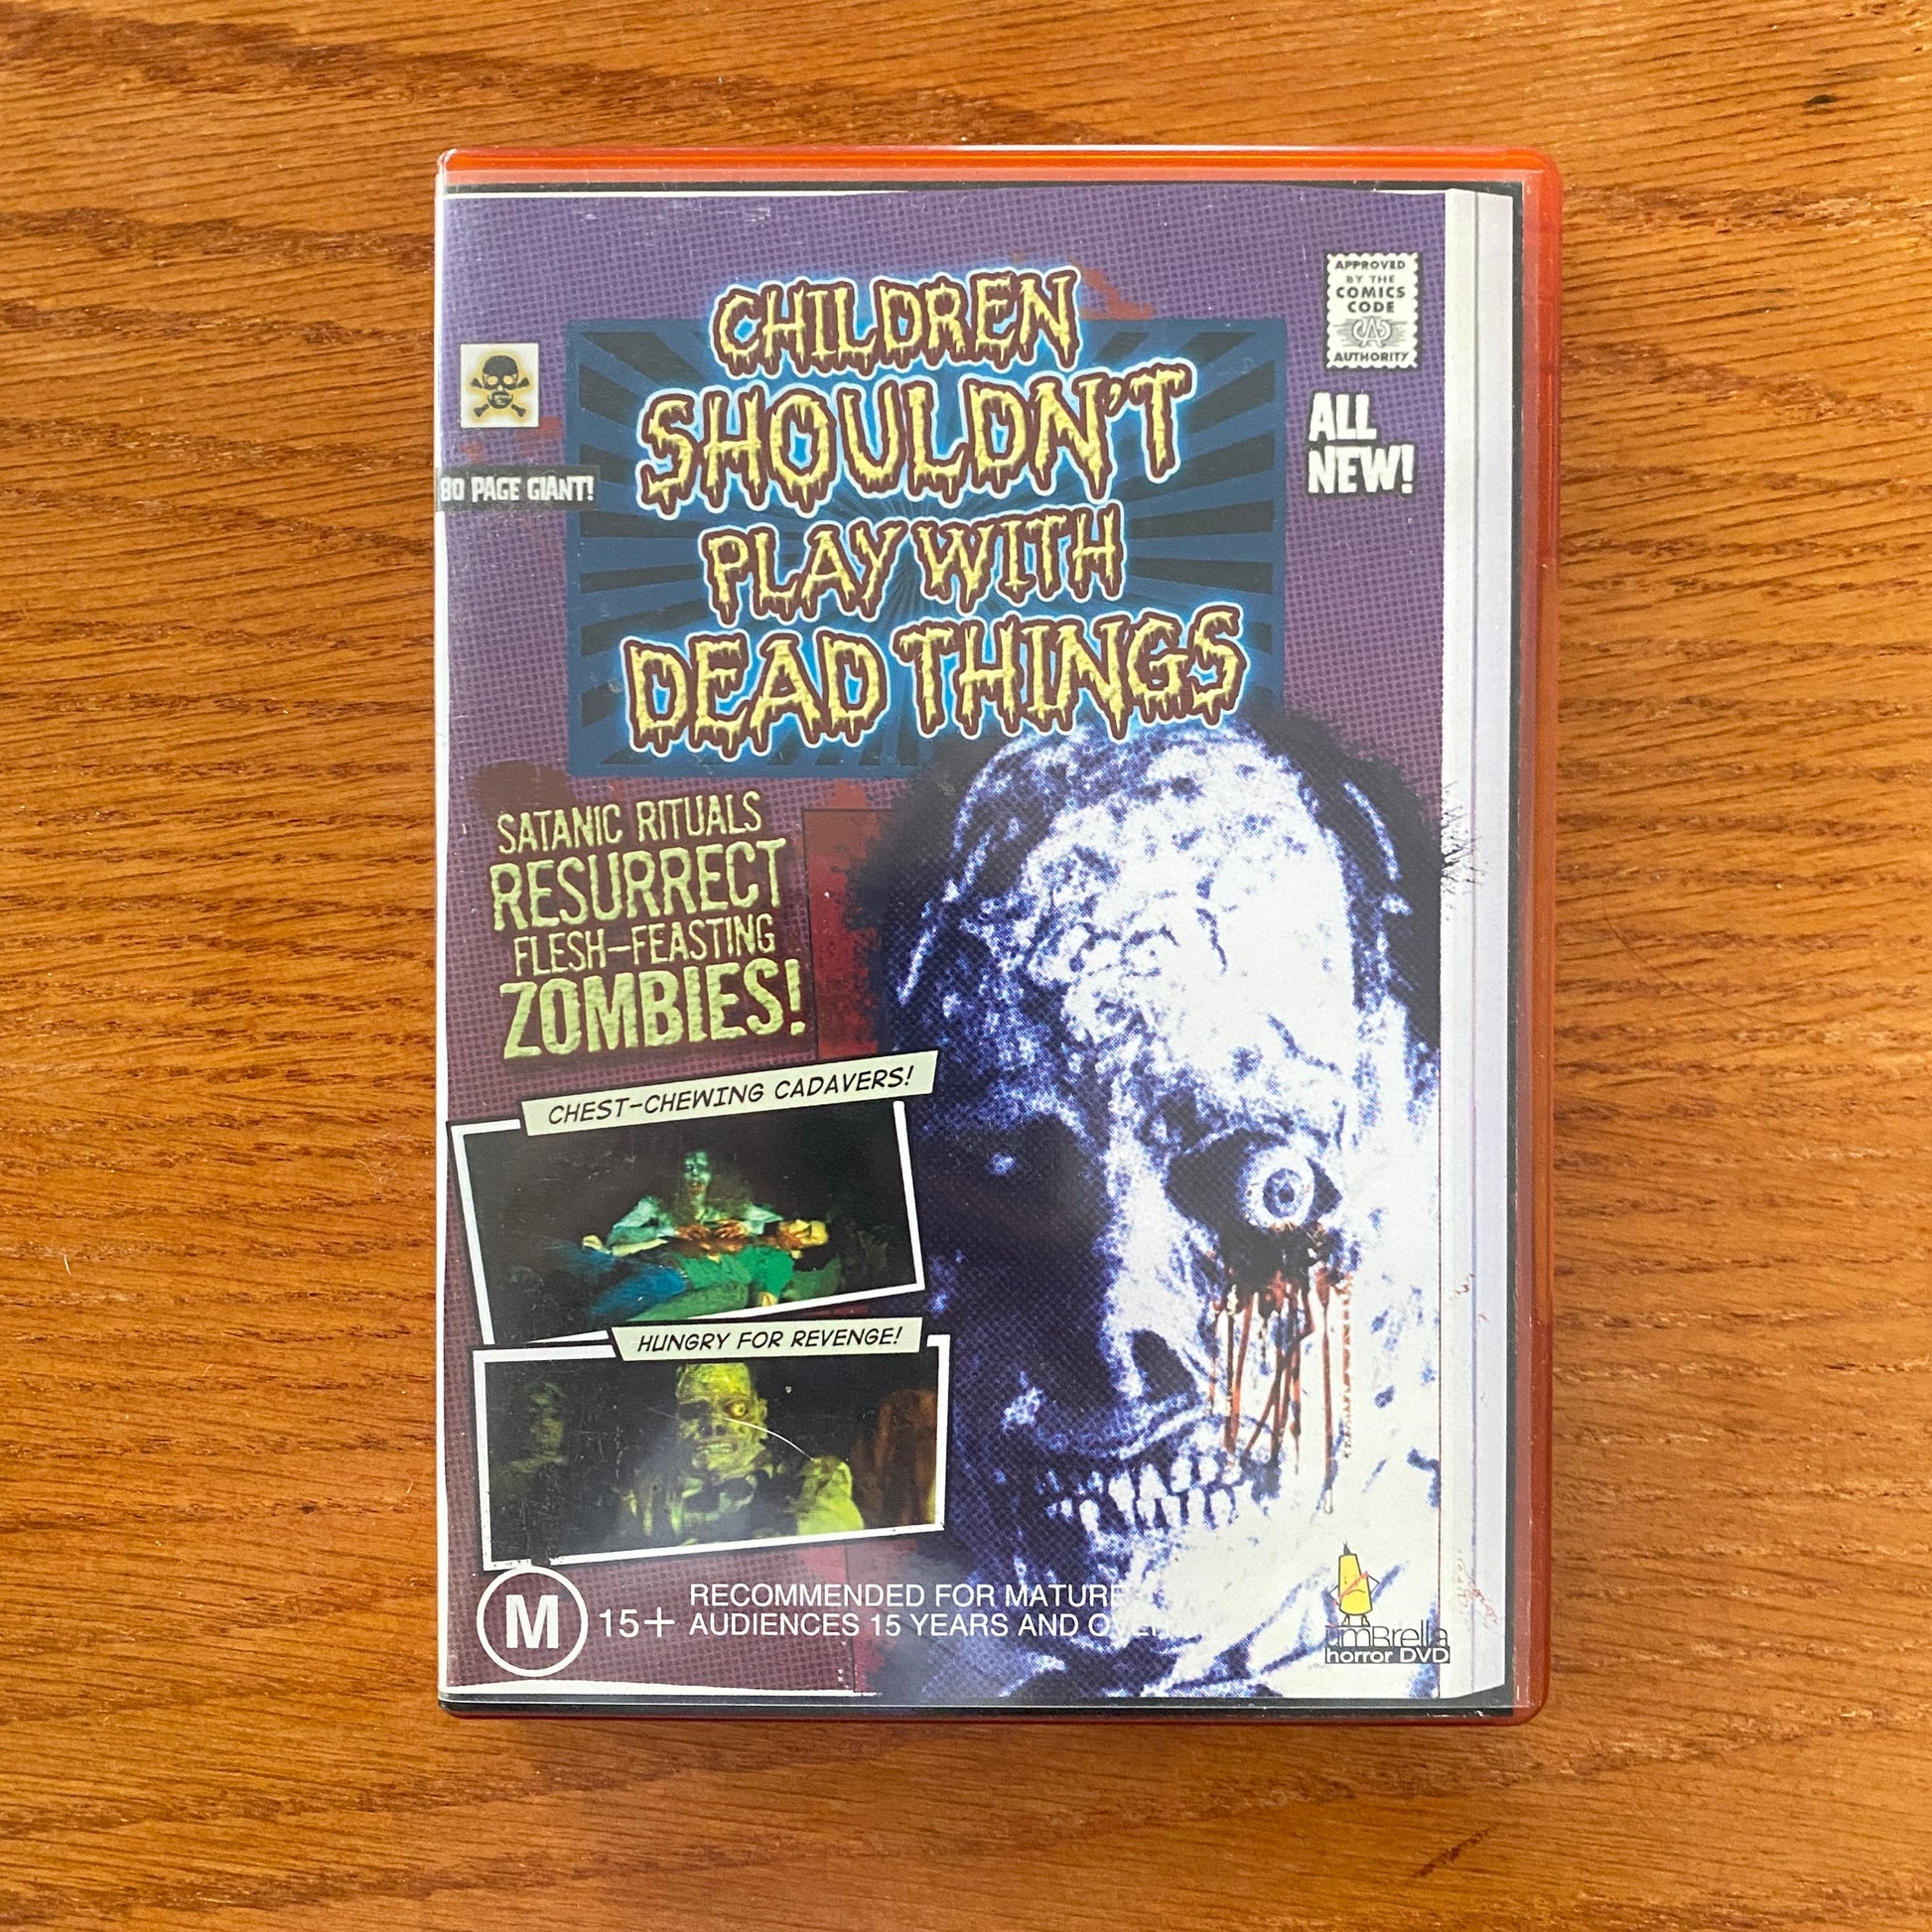 APPROVED
BY THE
COMICS
CODE
CAC
AUTHORITY
ALL
NEW!
80 PAGE GIANT!
CHILDREN
SHOULDN'T
PLAY WITH
DEAD THINGS
SATANIC RITUALS
RESURRECT
FLESH-FEASTING
ZOMBIES!
CHEST-CHEWING CADAVERS!
HUNGRY FOR REVENGE!
M
15+
RECOMMENDED FOR MATURE
AUDIENCES 15 YEARS AND OVER
umBrella
horror DVD